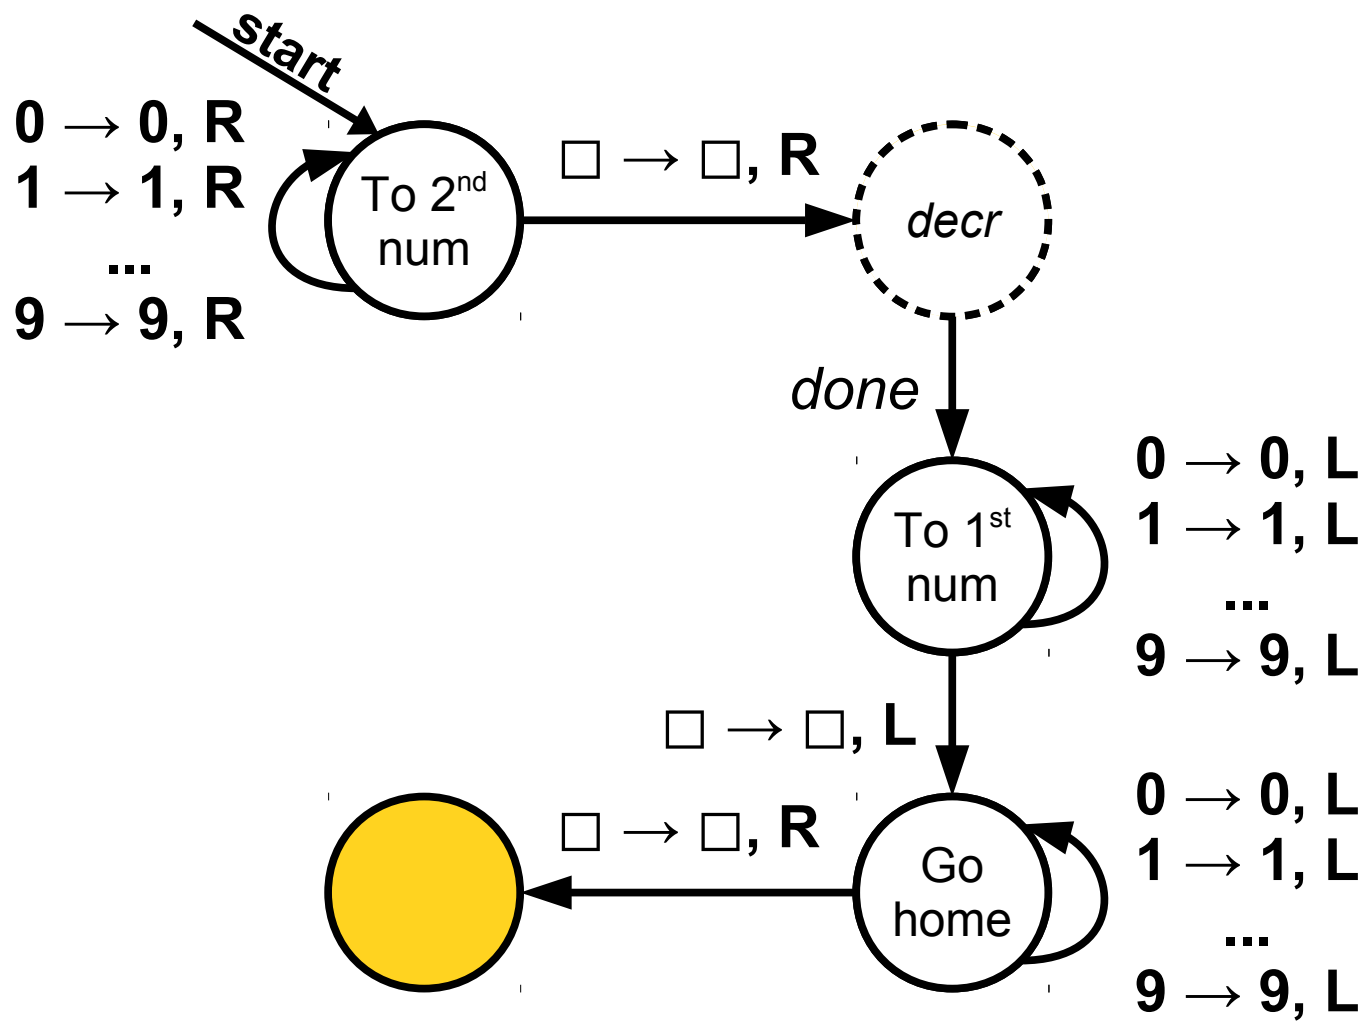 start
0 → 0, R
1 → 1, R
...
9 → 9, R
To 2nd
num
□ → □, R
decr
done
To 1st
num
0 → 0, L
1 → 1, L
...
9 → 9, L
□ → □, L
□ → □, R
Go
home
0 → 0, L
1 → 1, L
...
9 → 9, L